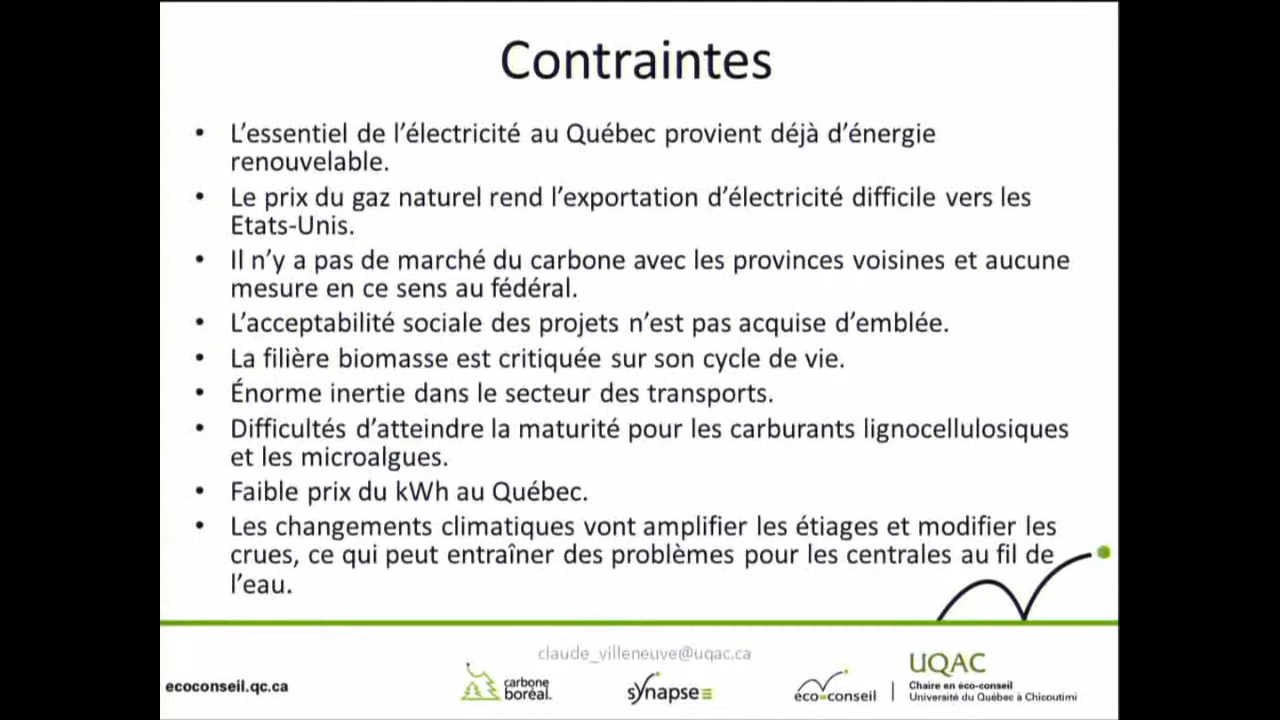 Contraintes
• L'essentiel de l'électricité au Québec provient déjà d'énergie
renouvelable.
• Le prix du gaz naturel rend l'exportation d'électricité difficile vers les
Etats-Unis.
• Il n'y a pas de marché du carbone avec les provinces voisines et aucune
mesure en ce sens au fédéral.
• L'acceptabilité sociale des projets n'est pas acquise d'emblée.
• La filière biomasse est critiquée sur son cycle de vie.
• Énorme inertie dans le secteur des transports.
• Difficultés d'atteindre la maturité pour les carburants lignocellulosiques
et les microalgues.
• Faible prix du kWh au Québec.
• Les changements climatiques vont amplifier les étiages et modifier les
crues, ce qui peut entraîner des problèmes pour les centrales au fil de
l'eau.
claude_villeneuve@uqac.ca
ecoconseil.qc.ca
carbone
boréal
synapse
éco-conseil
UQAC
Chaire en éco-conseil
Université du Québec à Chicoutimi